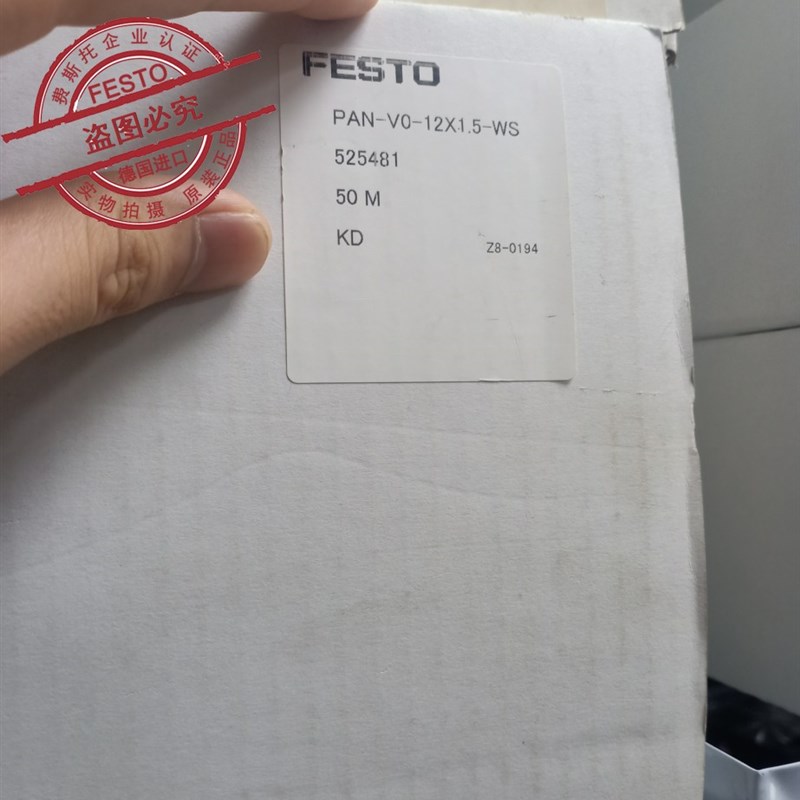 费斯托企业认证
FESTO
盗图必究
德国进口
实物拍摄 原装正品
FESTO
PAN-V0-12X1.5-WS
525481
50 M
KD
Z8-0194